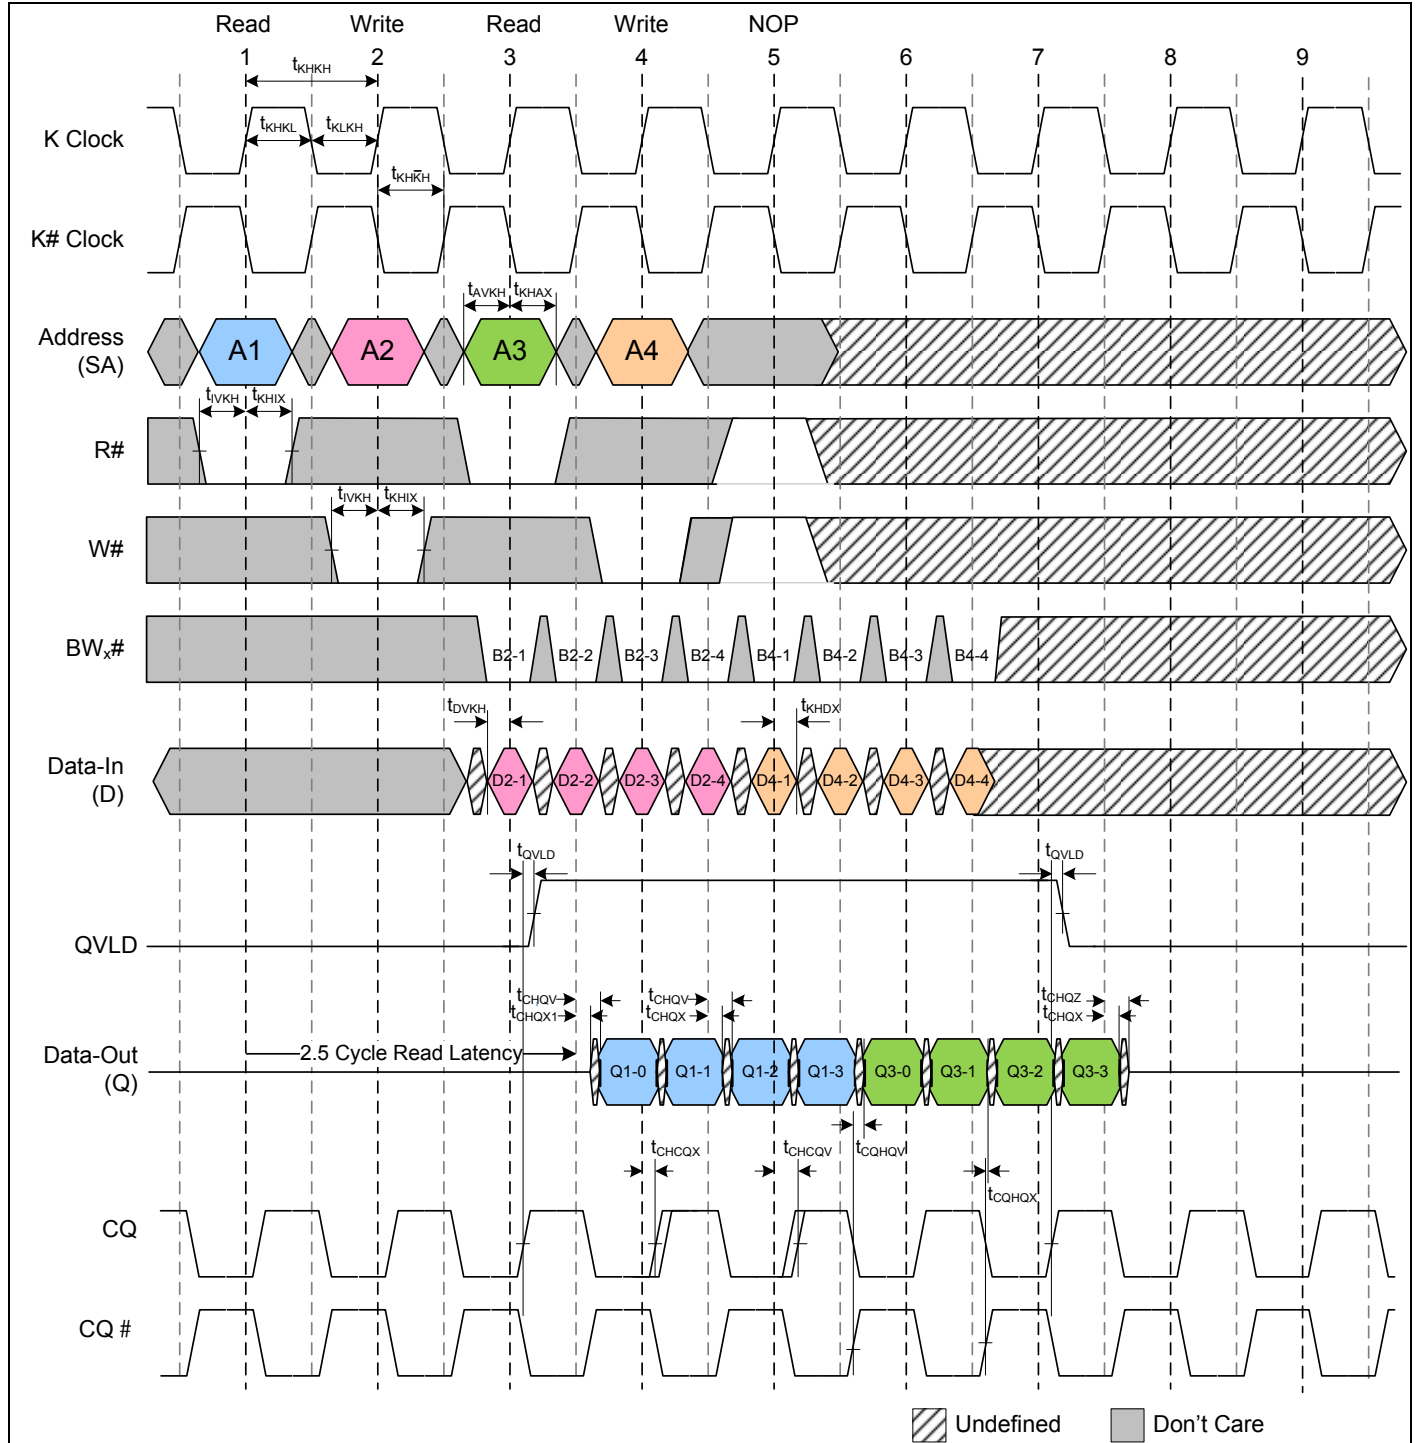 Read Write Read Write NOP
1 2 3 4 5 6 7 8 9
tKHKH
K Clock
tKHKL tKLKH
tKHK̅H
K# Clock
tAVKH tKHAX
Address
(SA)
A1 A2 A3 A4
tIVKH tKHIX
R#
tIVKH tKHIX
W#
BWx#
B2-1 B2-2 B2-3 B2-4 B4-1 B4-2 B4-3 B4-4
tDVKH tKHDX
Data-In
(D)
D2-1 D2-2 D2-3 D2-4 D4-1 D4-2 D4-3 D4-4
tQVLD tQVLD
QVLD
tCHQV tCHQV tCHQZ
tCHQX1 tCHQX tCHQX
Data-Out
(Q)
2.5 Cycle Read Latency
Q1-0 Q1-1 Q1-2 Q1-3 Q3-0 Q3-1 Q3-2 Q3-3
tCHCQX tCHCQV tCQHQV
tCQHQX
CQ
CQ #
Undefined Don't Care